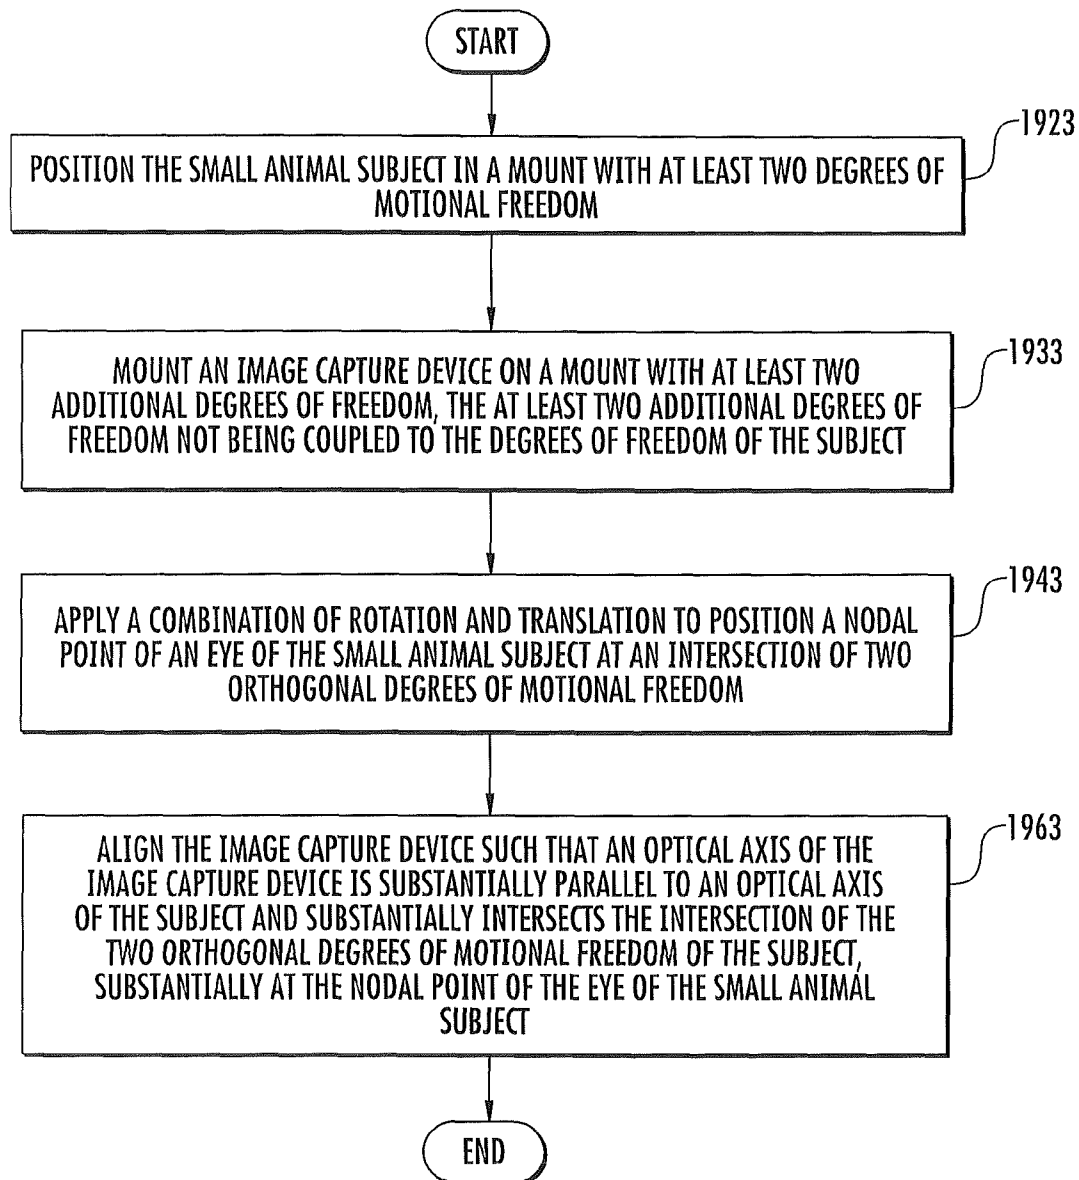 START
1923
POSITION THE SMALL ANIMAL SUBJECT IN A MOUNT WITH AT LEAST TWO DEGREES OF
MOTIONAL FREEDOM
1933
MOUNT AN IMAGE CAPTURE DEVICE ON A MOUNT WITH AT LEAST TWO
ADDITIONAL DEGREES OF FREEDOM, THE AT LEAST TWO ADDITIONAL DEGREES OF
FREEDOM NOT BEING COUPLED TO THE DEGREES OF FREEDOM OF THE SUBJECT
1943
APPLY A COMBINATION OF ROTATION AND TRANSLATION TO POSITION A NODAL
POINT OF AN EYE OF THE SMALL ANIMAL SUBJECT AT AN INTERSECTION OF TWO
ORTHOGONAL DEGREES OF MOTIONAL FREEDOM
1963
ALIGN THE IMAGE CAPTURE DEVICE SUCH THAT AN OPTICAL AXIS OF THE
IMAGE CAPTURE DEVICE IS SUBSTANTIALLY PARALLEL TO AN OPTICAL AXIS
OF THE SUBJECT AND SUBSTANTIALLY INTERSECTS THE INTERSECTION OF THE
TWO ORTHOGONAL DEGREES OF MOTIONAL FREEDOM OF THE SUBJECT,
SUBSTANTIALLY AT THE NODAL POINT OF THE EYE OF THE SMALL ANIMAL
SUBJECT
END